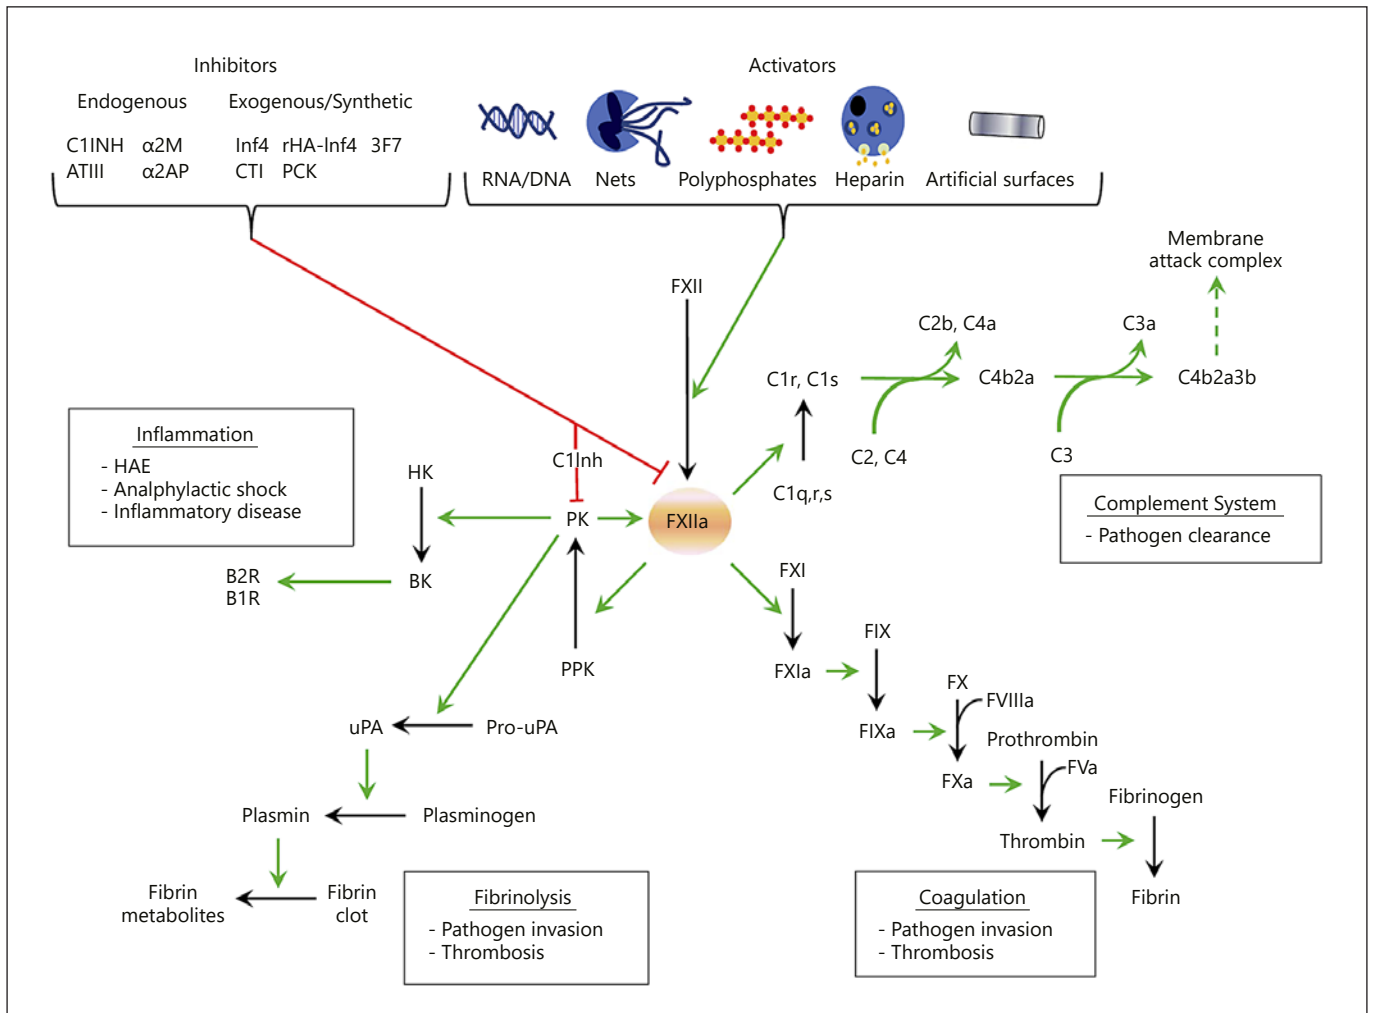 Inhibitors
Endogenous
Exogenous/Synthetic
C1INH α2M
ATIII α2AP
Inf4 rHA-Inf4 3F7
CTI PCK
Activators
RNA/DNA
Nets
Polyphosphates
Heparin
Artificial surfaces
Membrane
attack complex
FXII
C2b, C4a
C3a
C1r, C1s
C4b2a
C4b2a3b
C2, C4
C3
C1q,r,s
Inflammation
- HAE
- Analphylactic shock
- Inflammatory disease
C1Inh
HK
PK
FXIIa
Complement System
- Pathogen clearance
B2R
B1R
BK
FXI
PPK
FXIa
FIX
uPA
Pro-uPA
FIXa
FX
FVIIIa
Prothrombin
FXa
FVa
Fibrinogen
Plasmin
Plasminogen
Thrombin
Fibrin
metabolites
Fibrin
clot
Fibrin
Fibrinolysis
- Pathogen invasion
- Thrombosis
Coagulation
- Pathogen invasion
- Thrombosis